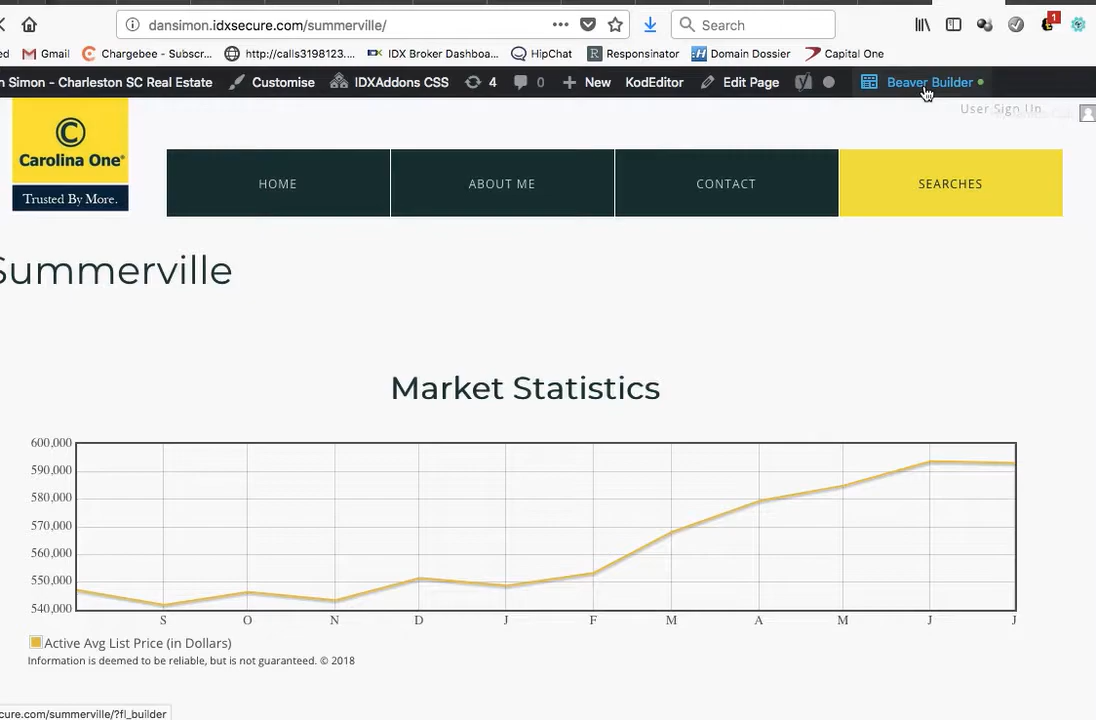 dansimon.idxsecure.com/summerville/
Search
1
ed Gmail Chargebee - Subscr... http://calls3198123.... IDX Broker Dashboa... HipChat Responsinator Domain Dossier Capital One
n Simon - Charleston SC Real Estate Customise IDXAddons CSS 4 0 New KodEditor Edit Page Beaver Builder
User Sign Up
©
Carolina One®
Trusted By More.
HOME ABOUT ME CONTACT SEARCHES
Summerville
Market Statistics
600,000
590,000
580,000
570,000
560,000
550,000
540,000
S O N D J F M A M J J
Active Avg List Price (in Dollars)
Information is deemed to be reliable, but is not guaranteed. © 2018
cure.com/summerville/?fl_builder